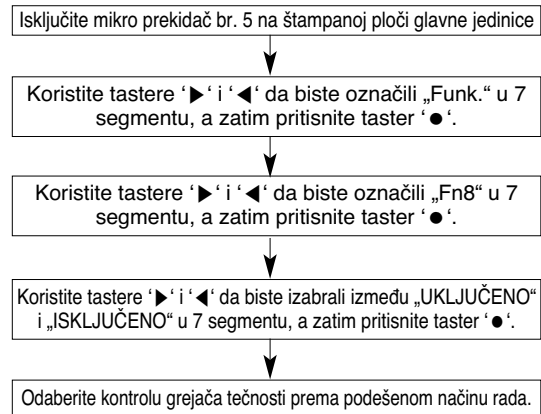 Isključite mikro prekidač br. 5 na štampanoj ploči glavne jedinice
Koristite tastere ‘▶‘ i ‘◀‘ da biste označili „Funk.“ u 7
segmentu, a zatim pritisnite taster ‘●‘.
Koristite tastere ‘▶‘ i ‘◀‘ da biste označili „Fn8“ u 7
segmentu, a zatim pritisnite taster ‘●‘.
Koristite tastere ‘▶‘ i ‘◀‘ da biste izabrali između „UKLJUČENO“
i „ISKLJUČENO“ u 7 segmentu, a zatim pritisnite taster ‘●‘.
Odaberite kontrolu grejača tečnosti prema podešenom načinu rada.